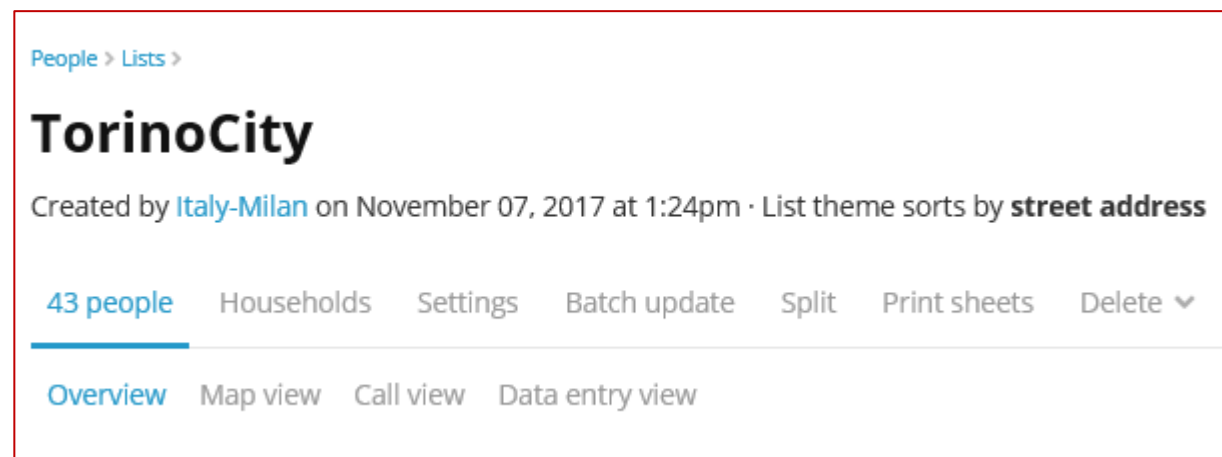 People > Lists >
TorinoCity
Created by Italy-Milan on November 07, 2017 at 1:24pm · List theme sorts by street address
43 people Households Settings Batch update Split Print sheets Delete
Overview Map view Call view Data entry view